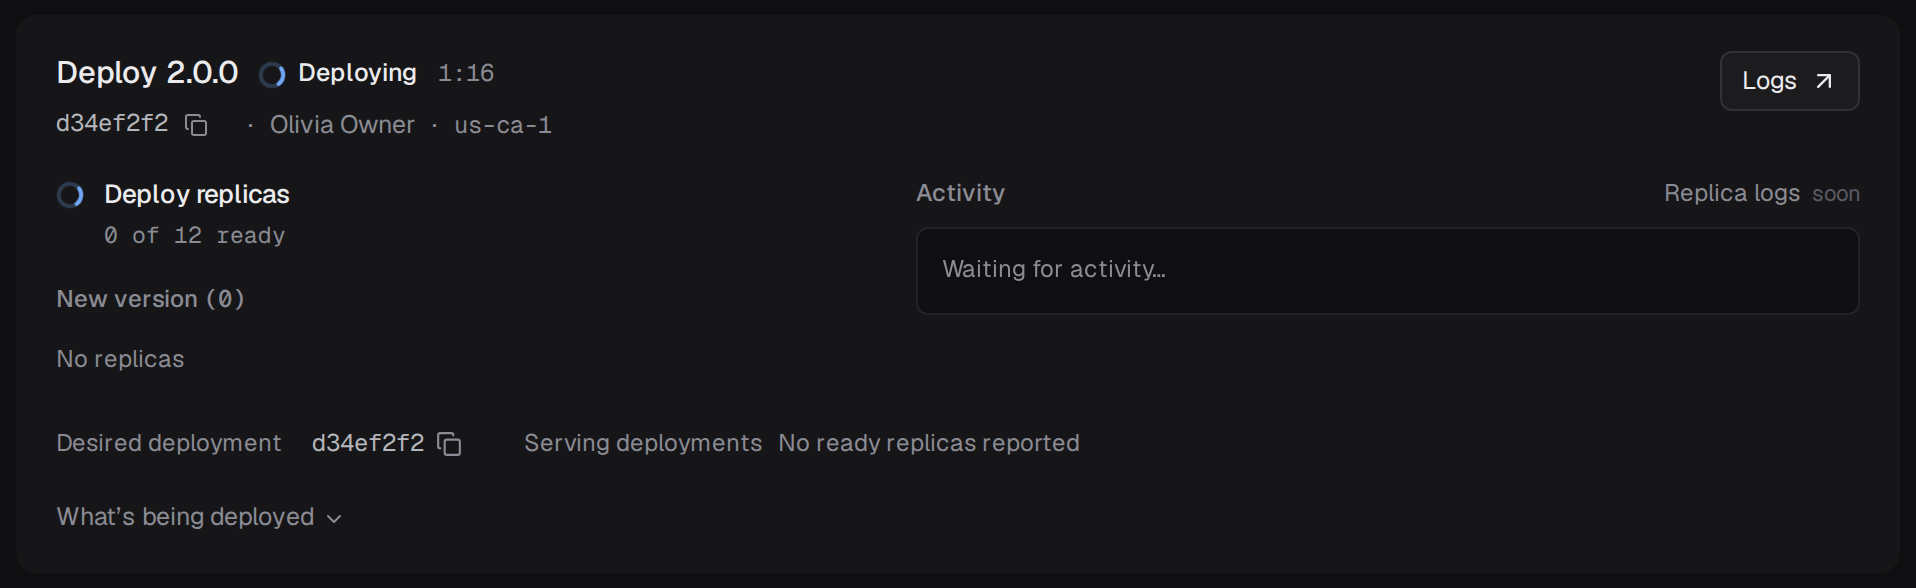 Deploy 2.0.0 Deploying 1:16
Logs
d34ef2f2 · Olivia Owner · us-ca-1
Deploy replicas
0 of 12 ready
New version (0)
No replicas
Activity
Replica logs soon
Waiting for activity…
Desired deployment d34ef2f2 Serving deployments No ready replicas reported
What’s being deployed